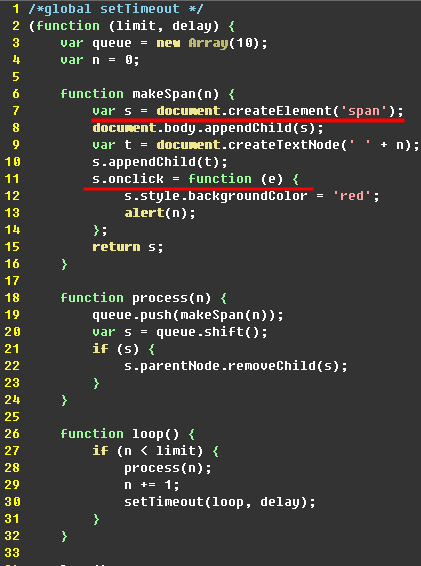 1 /*global setTimeout */
2 (function (limit, delay) {
3     var queue = new Array(10);
4     var n = 0;
5
6     function makeSpan(n) {
7         var s = document.createElement('span');
8         document.body.appendChild(s);
9         var t = document.createTextNode(' ' + n);
10         s.appendChild(t);
11         s.onclick = function (e) {
12             s.style.backgroundColor = 'red';
13             alert(n);
14         };
15         return s;
16     }
17
18     function process(n) {
19         queue.push(makeSpan(n));
20         var s = queue.shift();
21         if (s) {
22             s.parentNode.removeChild(s);
23         }
24     }
25
26     function loop() {
27         if (n < limit) {
28             process(n);
29             n += 1;
30             setTimeout(loop, delay);
31         }
32     }
33